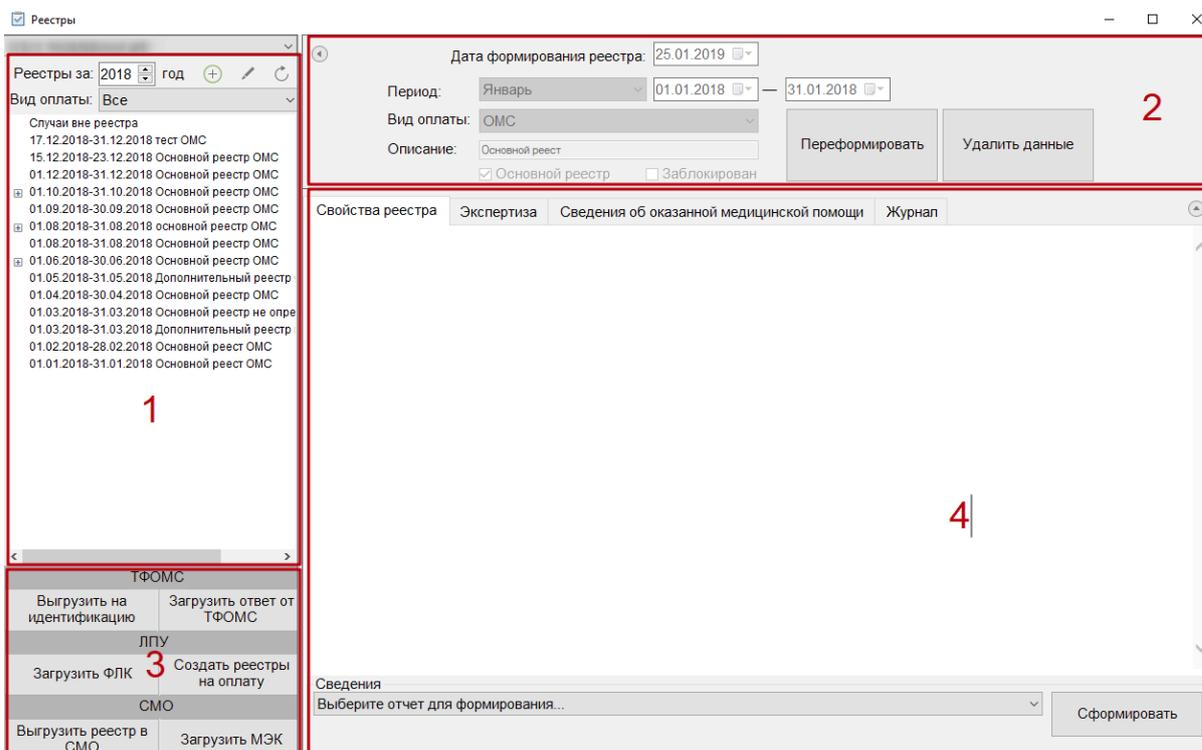 Реестры
Реестры за: 2018 год
Вид оплаты: Все
Случаи вне реестра
17.12.2018-31.12.2018 тест ОМС
15.12.2018-23.12.2018 Основной реестр ОМС
01.12.2018-31.12.2018 Основной реестр ОМС
01.10.2018-31.10.2018 Основной реестр ОМС
01.09.2018-30.09.2018 Основной реестр ОМС
01.08.2018-31.08.2018 основной реестр ОМС
01.08.2018-31.08.2018 Основной реестр ОМС
01.06.2018-30.06.2018 Основной реестр ОМС
01.05.2018-31.05.2018 Дополнительный реестр
01.04.2018-30.04.2018 Основной реестр ОМС
01.03.2018-31.03.2018 Основной реестр не опре
01.03.2018-31.03.2018 Дополнительный реестр
01.02.2018-28.02.2018 Основной реест ОМС
01.01.2018-31.01.2018 Основной реест ОМС
1
ТФОМС
Выгрузить на идентификацию
Загрузить ответ от ТФОМС
ЛПУ
Загрузить ФЛК
3
Создать реестры на оплату
СМО
Выгрузить реестр в СМО
Загрузить МЭК
Дата формирования реестра: 25.01.2019
Период: Январь 01.01.2018 — 31.01.2018
Вид оплаты: ОМС
Описание: Основной реест
Основной реестр Заблокирован
Переформировать
Удалить данные
2
Свойства реестра Экспертиза Сведения об оказанной медицинской помощи Журнал
4
Сведения
Выберите отчет для формирования...
Сформировать